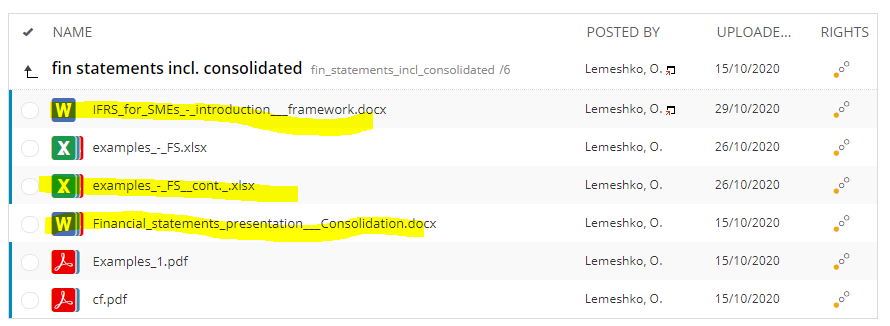 NAME POSTED BY UPLOADE... RIGHTS
fin statements incl. consolidated fin_statements_incl_consolidated /6 Lemeshko, O. 15/10/2020
W IFRS_for_SMEs_-_introduction___framework.docx Lemeshko, O. 29/10/2020
X examples_-_FS.xlsx Lemeshko, O. 26/10/2020
X examples_-_FS__cont._.xlsx Lemeshko, O. 26/10/2020
W Financial_statements_presentation___Consolidation.docx Lemeshko, O. 15/10/2020
Examples_1.pdf Lemeshko, O. 15/10/2020
cf.pdf Lemeshko, O. 15/10/2020